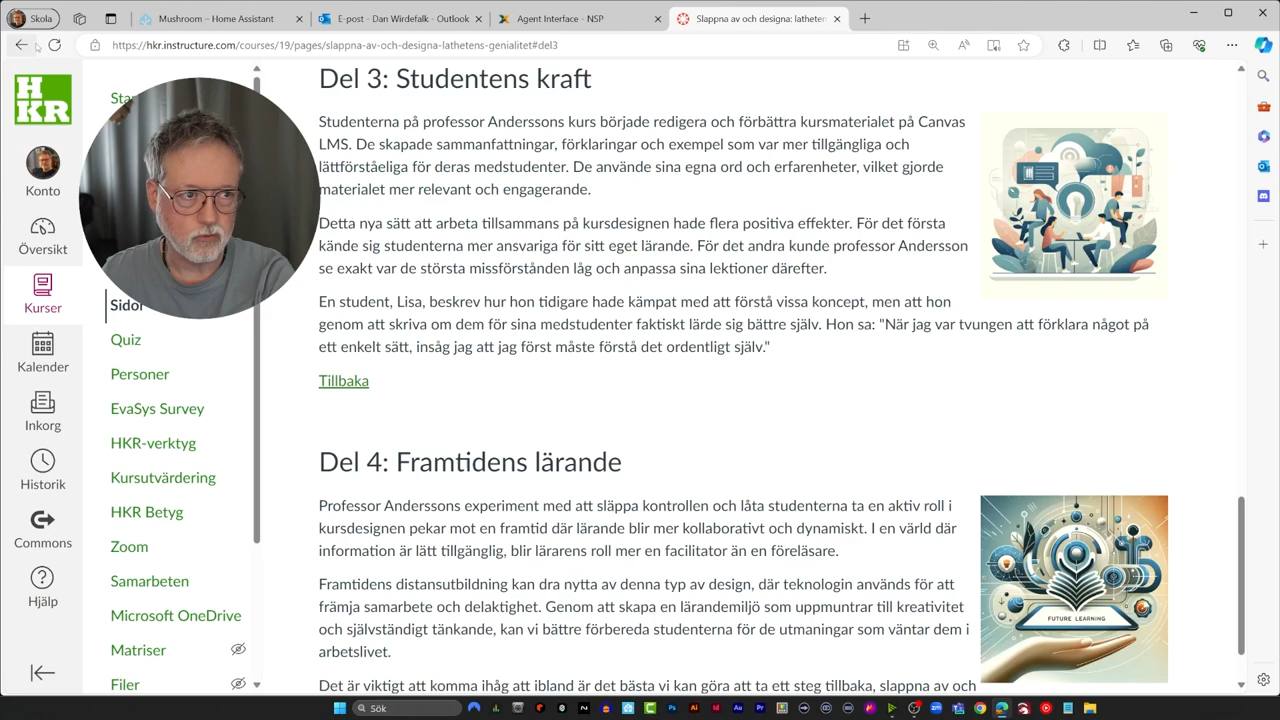 Skola
Mushroom – Home Assistant
E-post - Dan Wirdefalk - Outlook
Agent Interface - NSP
Slappna av och designa: latheten
https://hkr.instructure.com/courses/19/pages/slappna-av-och-designa-lathetens-genialitet#del3
HKR
Konto
Översikt
Kurser
Kalender
Inkorg
Historik
Commons
Hjälp
Star
Sidor
Quiz
Personer
EvaSys Survey
HKR-verktyg
Kursutvärdering
HKR Betyg
Zoom
Samarbeten
Microsoft OneDrive
Matriser
Filer
Del 3: Studentens kraft
Studenterna på professor Anderssons kurs började redigera och förbättra kursmaterialet på Canvas
LMS. De skapade sammanfattningar, förklaringar och exempel som var mer tillgängliga och
lättförståeliga för deras medstudenter. De använde sina egna ord och erfarenheter, vilket gjorde
materialet mer relevant och engagerande.
Detta nya sätt att arbeta tillsammans på kursdesignen hade flera positiva effekter. För det första
kände sig studenterna mer ansvariga för sitt eget lärande. För det andra kunde professor Andersson
se exakt var de största missförstånden låg och anpassa sina lektioner därefter.
En student, Lisa, beskrev hur hon tidigare hade kämpat med att förstå vissa koncept, men att hon
genom att skriva om dem för sina medstudenter faktiskt lärde sig bättre själv. Hon sa: "När jag var tvungen att förklara något på
ett enkelt sätt, insåg jag att jag först måste förstå det ordentligt själv."
Tillbaka
Del 4: Framtidens lärande
Professor Anderssons experiment med att släppa kontrollen och låta studenterna ta en aktiv roll i
kursdesignen pekar mot en framtid där lärande blir mer kollaborativt och dynamiskt. I en värld där
information är lätt tillgänglig, blir lärarens roll mer en facilitator än en föreläsare.
Framtidens distansutbildning kan dra nytta av denna typ av design, där teknologin används för att
främja samarbete och delaktighet. Genom att skapa en lärandemiljö som uppmuntrar till kreativitet
och självständigt tänkande, kan vi bättre förbereda studenterna för de utmaningar som väntar dem i
arbetslivet.
Det är viktigt att komma ihåg att ibland är det bästa vi kan göra att ta ett steg tillbaka, slappna av och
FUTURE LEARNING
Sök